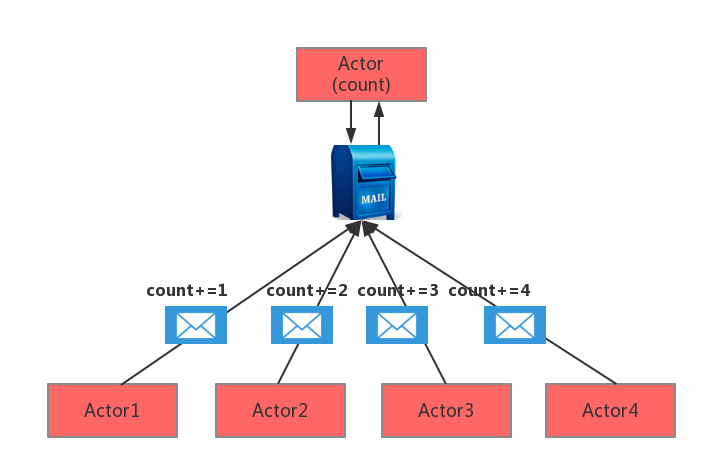 Actor
(count)
MAIL
count+=1
count+=2
count+=3
count+=4
Actor1
Actor2
Actor3
Actor4